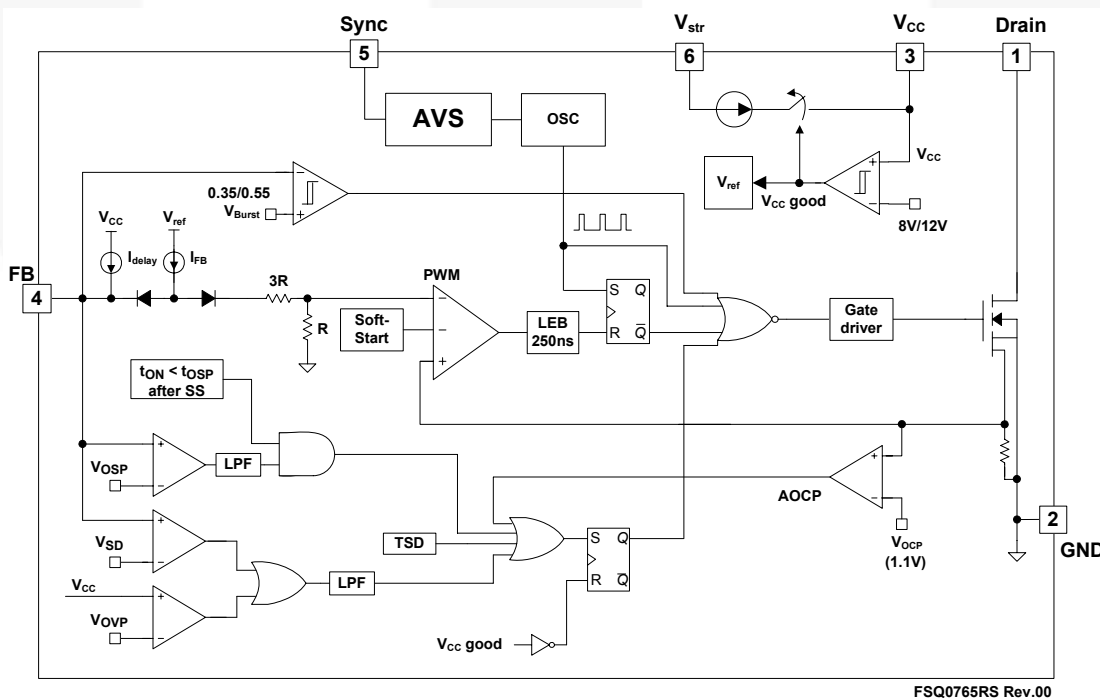 Sync
5
Vstr
6
VCC
3
Drain
1
AVS
OSC
VCC
Vref
VCC good
8V/12V
0.35/0.55
VBurst
VCC
Vref
Idelay
IFB
FB
4
3R
R
PWM
Soft-
Start
LEB
250ns
S Q
R Q
Gate
driver
tON < tOSP
after SS
VOSP
LPF
AOCP
VOCP
(1.1V)
2
GND
VSD
TSD
S Q
R Q
LPF
VCC
VOVP
VCC good
FSQ0765RS Rev.00